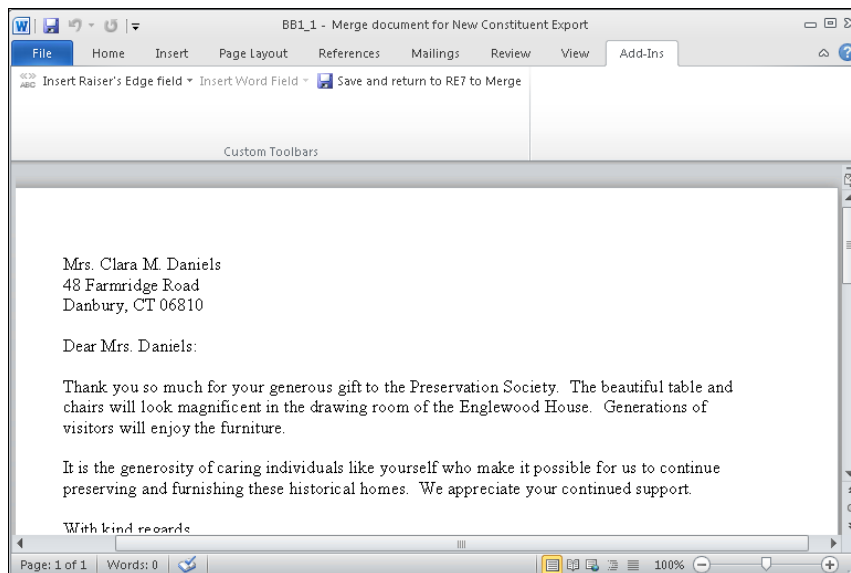 BB1_1 - Merge document for New Constituent Export
File Home Insert Page Layout References Mailings Review View Add-Ins
ABC Insert Raiser's Edge field Insert Word Field Save and return to RE7 to Merge
Custom Toolbars
Mrs. Clara M. Daniels
48 Farmridge Road
Danbury, CT 06810
Dear Mrs. Daniels:
Thank you so much for your generous gift to the Preservation Society. The beautiful table and
chairs will look magnificent in the drawing room of the Englewood House. Generations of
visitors will enjoy the furniture.
It is the generosity of caring individuals like yourself who make it possible for us to continue
preserving and furnishing these historical homes. We appreciate your continued support.
With kind regards
Page: 1 of 1 Words: 0 100%